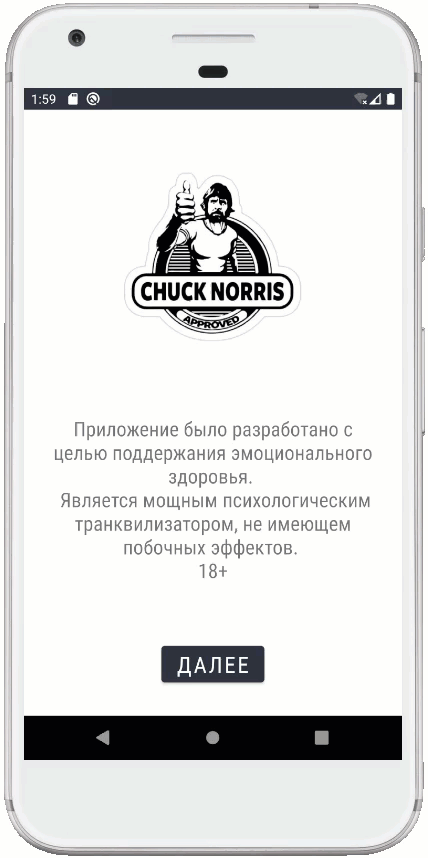 1:59
CHUCK NORRIS
APPROVED
Приложение было разработано с
целью поддержания эмоционального
здоровья.
Является мощным психологическим
транквилизатором, не имеющем
побочных эффектов.
18+
ДАЛЕЕ